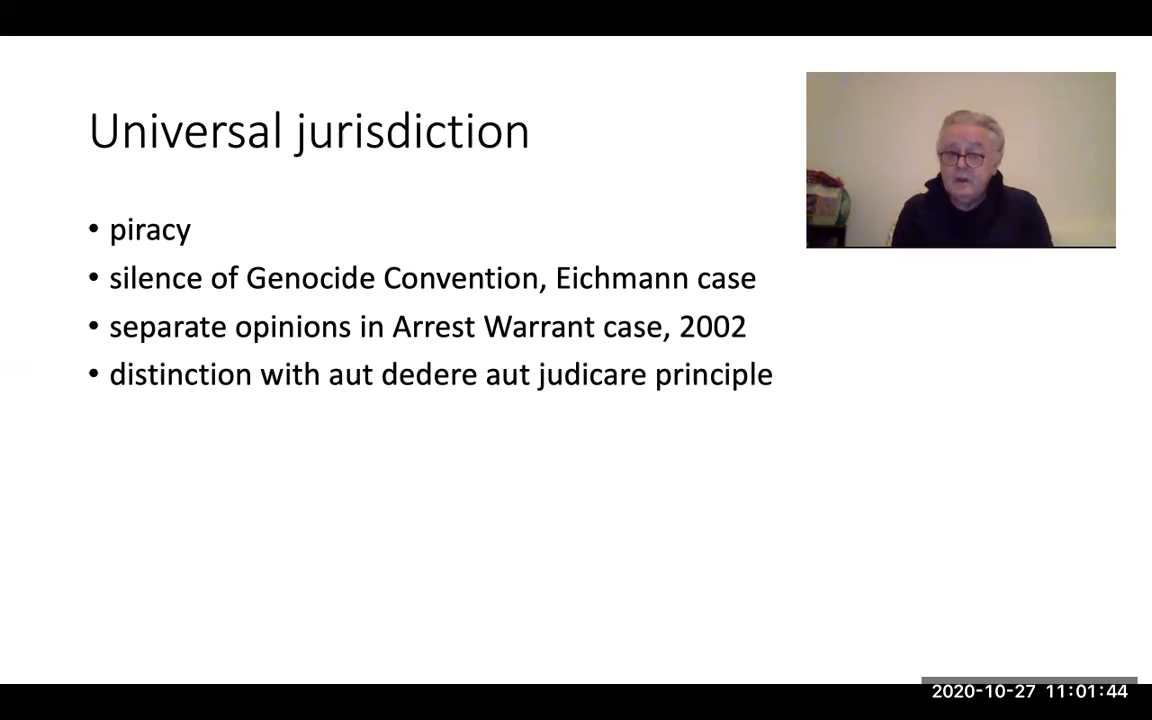 Universal jurisdiction
• piracy
• silence of Genocide Convention, Eichmann case
• separate opinions in Arrest Warrant case, 2002
• distinction with aut dedere aut judicare principle
2020-10-27 11:01:44